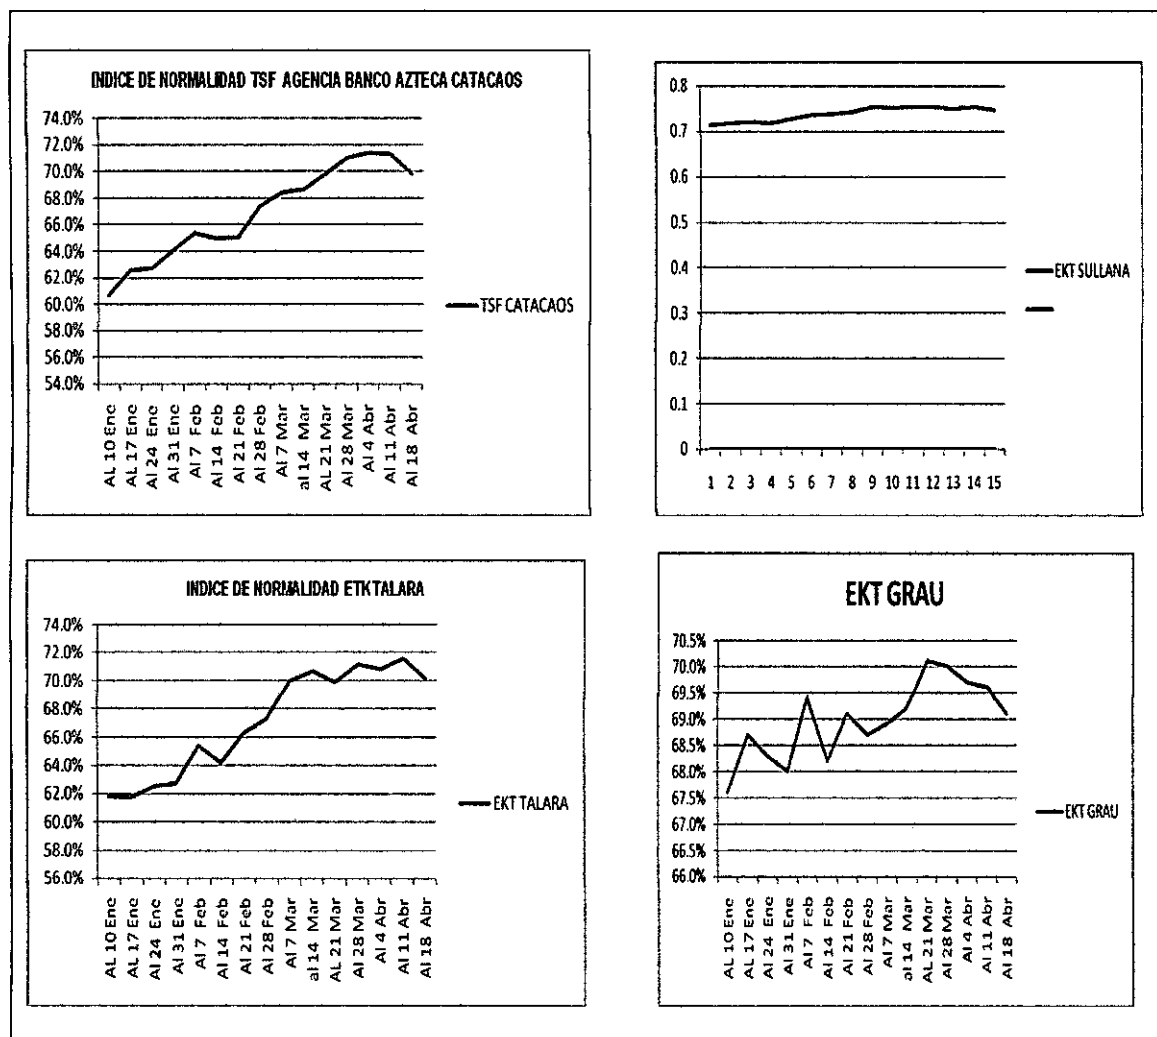 INDICE DE NORMALIDAD TSF AGENCIA BANCO AZTECA CATACAOS
74.0%
72.0%
70.0%
68.0%
66.0%
64.0%
62.0%
60.0%
58.0%
56.0%
54.0%
TSF CATACAOS
AL 10 Ene
AL 17 Ene
Al 24 Ene
Al 31 Ene
Al 7 Feb
Al 14 Feb
Al 21 Feb
Al 28 Feb
Al 7 Mar
al 14 Mar
AL 21 Mar
Al 28 Mar
Al 4 Abr
Al 11 Abr
Al 18 Abr
0.8
0.7
0.6
0.5
0.4
0.3
0.2
0.1
0
EKT SULLANA
1 2 3 4 5 6 7 8 9 10 11 12 13 14 15
INDICE DE NORMALIDAD ETK TALARA
74.0%
72.0%
70.0%
68.0%
66.0%
64.0%
62.0%
60.0%
58.0%
56.0%
EKT TALARA
AL 10 Ene
AL 17 Ene
Al 24 Ene
Al 31 Ene
Al 7 Feb
Al 14 Feb
Al 21 Feb
Al 28 Feb
Al 7 Mar
al 14 Mar
AL 21 Mar
Al 28 Mar
Al 4 Abr
Al 11 Abr
Al 18 Abr
EKT GRAU
70.5%
70.0%
69.5%
69.0%
68.5%
68.0%
67.5%
67.0%
66.5%
66.0%
EKT GRAU
AL 10 Ene
AL 17 Ene
Al 24 Ene
Al 31 Ene
Al 7 Feb
Al 14 Feb
Al 21 Feb
Al 28 Feb
Al 7 Mar
al 14 Mar
AL 21 Mar
Al 28 Mar
Al 4 Abr
Al 11 Abr
Al 18 Abr